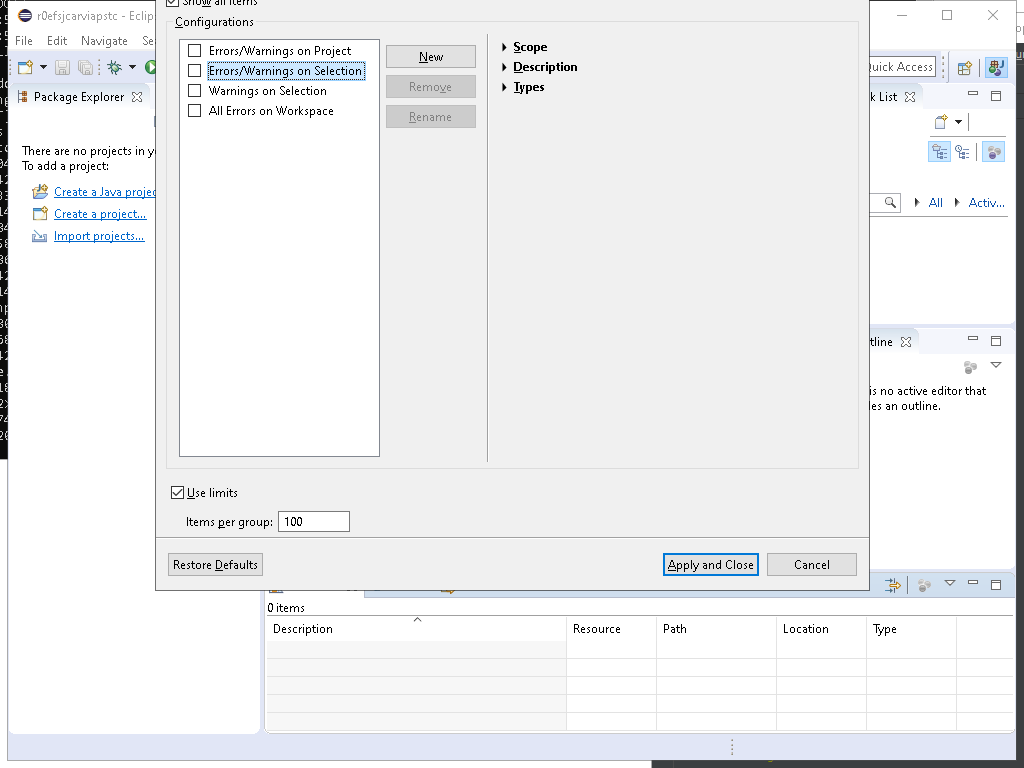 r0efsjcarviapstc - Eclip
Show all items
File Edit Navigate Se
Configurations
Errors/Warnings on Project
Errors/Warnings on Selection
Warnings on Selection
All Errors on Workspace
New
Remove
Rename
Scope
Description
Types
Quick Access
Package Explorer
k List
There are no projects in y
To add a project:
Create a Java projec
Create a project...
Import projects...
All
Activ...
tline
is no active editor that
es an outline.
Use limits
Items per group: 100
Restore Defaults
Apply and Close
Cancel
0 items
Description Resource Path Location Type